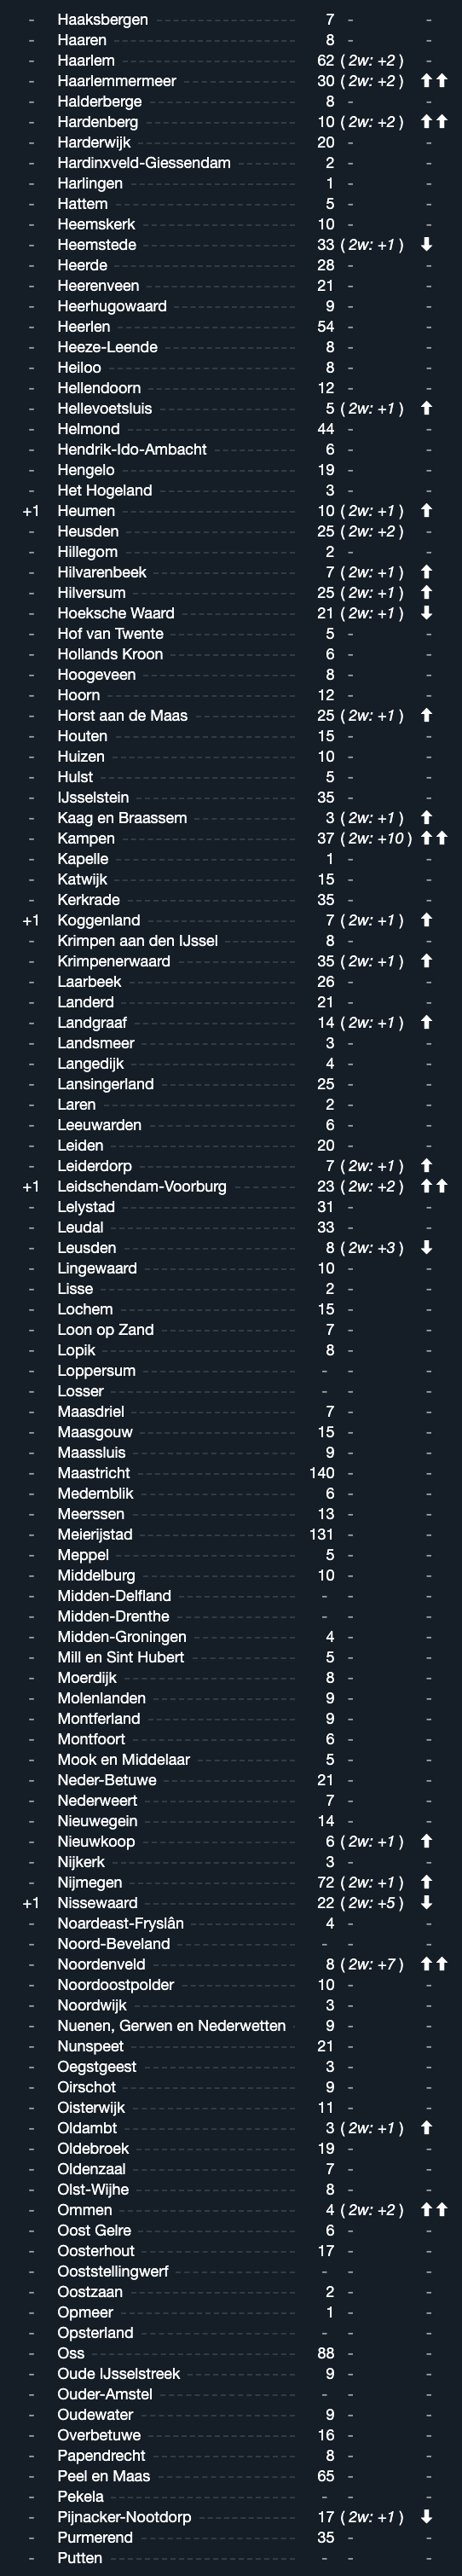 - Haaksbergen 7 - -
- Haaren 8 - -
- Haarlem 62 ( 2w: +2 ) -
- Haarlemmermeer 30 ( 2w: +2 ) ⬆⬆
- Halderberge 8 - -
- Hardenberg 10 ( 2w: +2 ) ⬆⬆
- Harderwijk 20 - -
- Hardinxveld-Giessendam 2 - -
- Harlingen 1 - -
- Hattem 5 - -
- Heemskerk 10 - -
- Heemstede 33 ( 2w: +1 ) ⬇
- Heerde 28 - -
- Heerenveen 21 - -
- Heerhugowaard 9 - -
- Heerlen 54 - -
- Heeze-Leende 8 - -
- Heiloo 8 - -
- Hellendoorn 12 - -
- Hellevoetsluis 5 ( 2w: +1 ) ⬆
- Helmond 44 - -
- Hendrik-Ido-Ambacht 6 - -
- Hengelo 19 - -
- Het Hogeland 3 - -
+1 Heumen 10 ( 2w: +1 ) ⬆
- Heusden 25 ( 2w: +2 ) -
- Hillegom 2 - -
- Hilvarenbeek 7 ( 2w: +1 ) ⬆
- Hilversum 25 ( 2w: +1 ) ⬆
- Hoeksche Waard 21 ( 2w: +1 ) ⬇
- Hof van Twente 5 - -
- Hollands Kroon 6 - -
- Hoogeveen 8 - -
- Hoorn 12 - -
- Horst aan de Maas 25 ( 2w: +1 ) ⬆
- Houten 15 - -
- Huizen 10 - -
- Hulst 5 - -
- IJsselstein 35 - -
- Kaag en Braassem 3 ( 2w: +1 ) ⬆
- Kampen 37 ( 2w: +10 ) ⬆⬆
- Kapelle 1 - -
- Katwijk 15 - -
- Kerkrade 35 - -
+1 Koggenland 7 ( 2w: +1 ) ⬆
- Krimpen aan den IJssel 8 - -
- Krimpenerwaard 35 ( 2w: +1 ) ⬆
- Laarbeek 26 - -
- Landerd 21 - -
- Landgraaf 14 ( 2w: +1 ) ⬆
- Landsmeer 3 - -
- Langedijk 4 - -
- Lansingerland 25 - -
- Laren 2 - -
- Leeuwarden 6 - -
- Leiden 20 - -
- Leiderdorp 7 ( 2w: +1 ) ⬆
+1 Leidschendam-Voorburg 23 ( 2w: +2 ) ⬆⬆
- Lelystad 31 - -
- Leudal 33 - -
- Leusden 8 ( 2w: +3 ) ⬇
- Lingewaard 10 - -
- Lisse 2 - -
- Lochem 15 - -
- Loon op Zand 7 - -
- Lopik 8 - -
- Loppersum - - -
- Losser - - -
- Maasdriel 7 - -
- Maasgouw 15 - -
- Maassluis 9 - -
- Maastricht 140 - -
- Medemblik 6 - -
- Meerssen 13 - -
- Meierijstad 131 - -
- Meppel 5 - -
- Middelburg 10 - -
- Midden-Delfland - - -
- Midden-Drenthe - - -
- Midden-Groningen 4 - -
- Mill en Sint Hubert 5 - -
- Moerdijk 8 - -
- Molenlanden 9 - -
- Montferland 9 - -
- Montfoort 6 - -
- Mook en Middelaar 5 - -
- Neder-Betuwe 21 - -
- Nederweert 7 - -
- Nieuwegein 14 - -
- Nieuwkoop 6 ( 2w: +1 ) ⬆
- Nijkerk 3 - -
- Nijmegen 72 ( 2w: +1 ) ⬆
+1 Nissewaard 22 ( 2w: +5 ) ⬇
- Noardeast-Fryslân 4 - -
- Noord-Beveland - - -
- Noordenveld 8 ( 2w: +7 ) ⬆⬆
- Noordoostpolder 10 - -
- Noordwijk 3 - -
- Nuenen, Gerwen en Nederwetten 9 - -
- Nunspeet 21 - -
- Oegstgeest 3 - -
- Oirschot 9 - -
- Oisterwijk 11 - -
- Oldambt 3 ( 2w: +1 ) ⬆
- Oldebroek 19 - -
- Oldenzaal 7 - -
- Olst-Wijhe 8 - -
- Ommen 4 ( 2w: +2 ) ⬆⬆
- Oost Gelre 6 - -
- Oosterhout 17 - -
- Ooststellingwerf - - -
- Oostzaan 2 - -
- Opmeer 1 - -
- Opsterland - - -
- Oss 88 - -
- Oude IJsselstreek 9 - -
- Ouder-Amstel - - -
- Oudewater 9 - -
- Overbetuwe 16 - -
- Papendrecht 8 - -
- Peel en Maas 65 - -
- Pekela - - -
- Pijnacker-Nootdorp 17 ( 2w: +1 ) ⬇
- Purmerend 35 - -
- Putten - - -